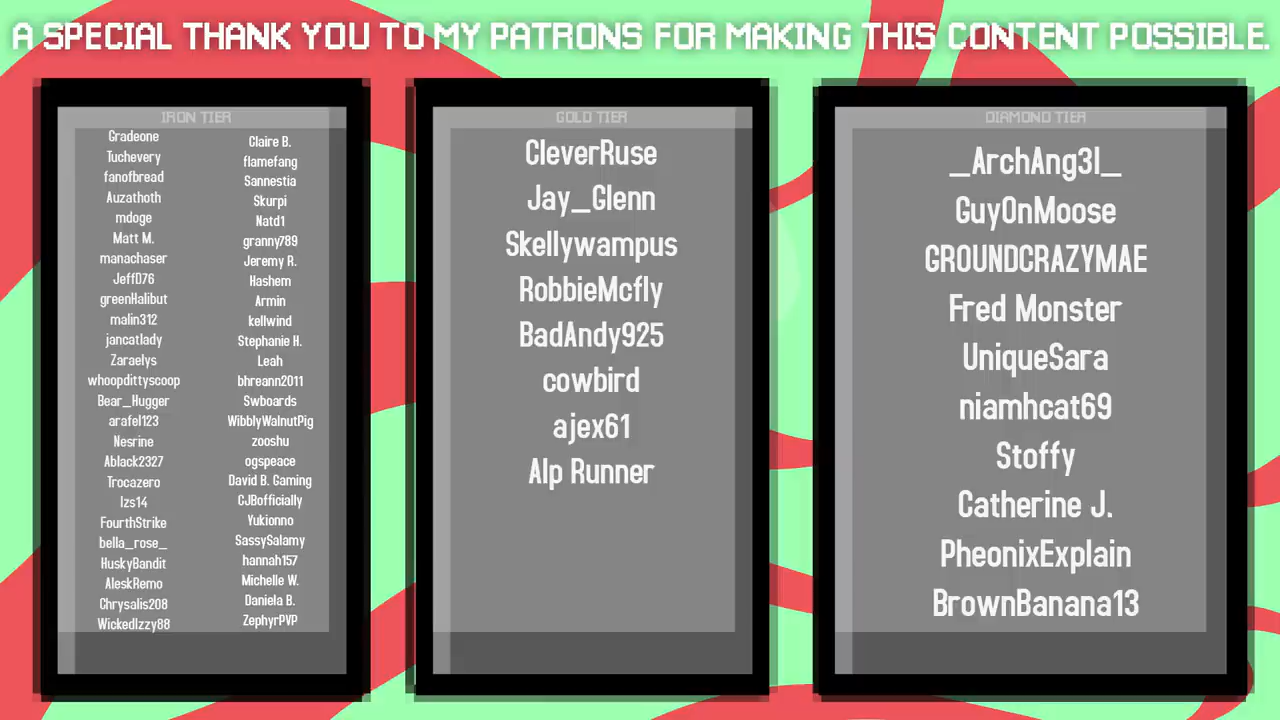 A SPECIAL THANK YOU TO MY PATRONS FOR MAKING THIS CONTENT POSSIBLE.
IRON TIER
Gradeone
Tuchevery
fanofbread
Auzathoth
mdoge
Matt M.
manachaser
JeffD76
greenHalibut
malin312
jancatlady
Zaraelys
whoopdittyscoop
Bear_Hugger
arafel123
Nesrine
Ablack2327
Trocazero
lzs14
FourthStrike
bella_rose_
HuskyBandit
AleskRemo
Chrysalis208
WickedIzzy88
Claire B.
flamefang
Sannestia
Skurpi
Natd1
granny789
Jeremy R.
Hashem
Armin
kellwind
Stephanie H.
Leah
bhreann2011
Swboards
WibblyWalnutPig
zooshu
ogspeace
David B. Gaming
CJBofficially
Yukionno
SassySalamy
hannah157
Michelle W.
Daniela B.
ZephyrPVP
GOLD TIER
CleverRuse
Jay_Glenn
Skellywampus
RobbieMcfly
BadAndy925
cowbird
ajex61
Alp Runner
DIAMOND TIER
_ArchAng3l_
GuyOnMoose
GROUNDCRAZYMAE
Fred Monster
UniqueSara
niamhcat69
Stoffy
Catherine J.
PheonixExplain
BrownBanana13